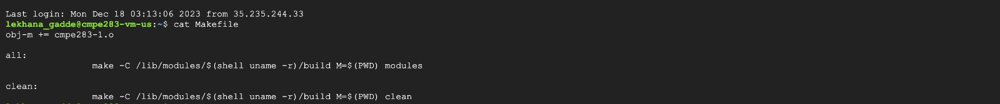 Last login: Mon Dec 18 03:13:06 2023 from 35.235.244.33
lekhana_gadde@cmpe283-vm-us:~$ cat Makefile
obj-m += cmpe283-1.o
all:
make -C /lib/modules/$(shell uname -r)/build M=$(PWD) modules
clean:
make -C /lib/modules/$(shell uname -r)/build M=$(PWD) clean